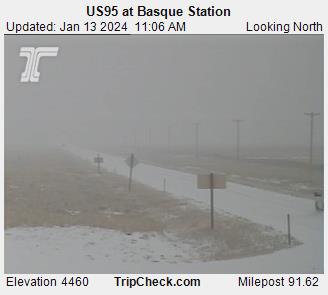 US95 at Basque Station
Updated: Jan 13 2024 11:06 AM Looking North
Elevation 4460 TripCheck.com Milepost 91.62